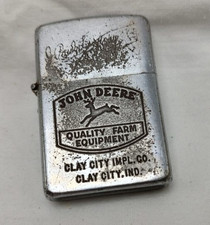 JOHN DEERE
QUALITY FARM
EQUIPMENT
CLAY CITY IMPL. CO.
CLAY CITY, IND.